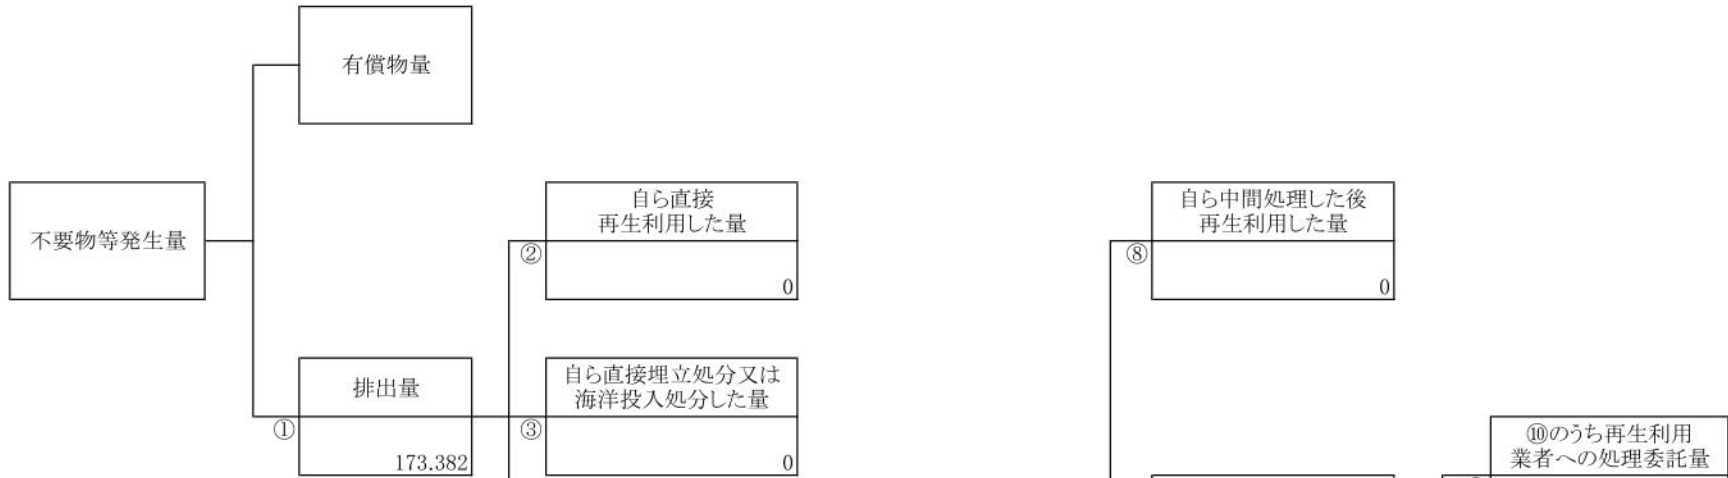 有償物量
不要物等発生量
自ら直接
再生利用した量
②
0
自ら中間処理した後
再生利用した量
⑧
0
排出量
①
173.382
自ら直接埋立処分又は
海洋投入処分した量
③
0
⑩のうち再生利用
業者への処理委託量